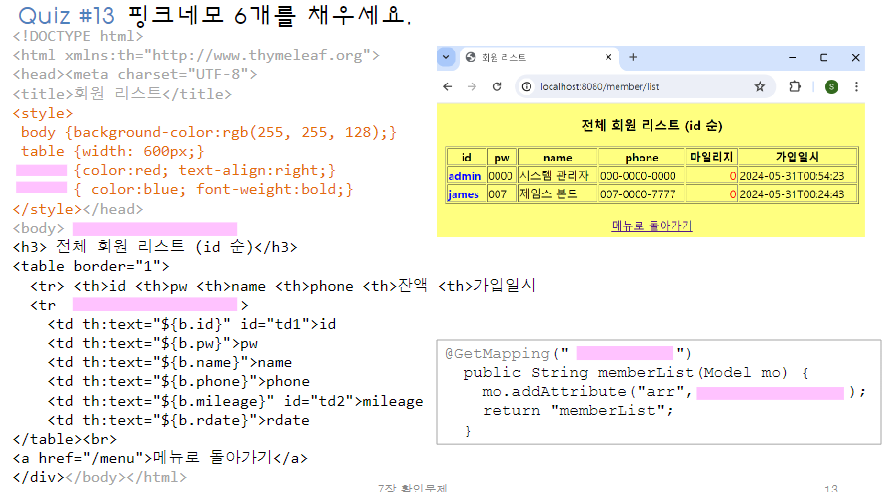 Quiz #13 핑크네모 6개를 채우세요.
<!DOCTYPE html>
<html xmlns:th="http://www.thymeleaf.org">
<head><meta charset="UTF-8">
<title>회원 리스트</title>
<style>
body {background-color:rgb(255, 255, 128);}
table {width: 600px;}
{color:red; text-align:right;}
{ color:blue; font-weight:bold;}
</style></head>
<body>
<h3> 전체 회원 리스트 (id 순)</h3>
<table border="1">
<tr> <th>id <th>pw <th>name <th>phone <th>잔액 <th>가입일시
<tr >
<td th:text="${b.id}" id="td1">id
<td th:text="${b.pw}">pw
<td th:text="${b.name}">name
<td th:text="${b.phone}">phone
<td th:text="${b.mileage}" id="td2">mileage
<td th:text="${b.rdate}">rdate
</table><br>
<a href="/menu">메뉴로 돌아가기</a>
</div></body></html>
회원 리스트
localhost:8080/member/list
S
전체 회원 리스트 (id 순)
id pw name phone 마일리지 가입일시
admin 0000 시스템 관리자 000-0000-0000 0 2024-05-31T00:54:23
james 007 제임스 본드 007-0000-7777 0 2024-05-31T00:24:43
메뉴로 돌아가기
@GetMapping(" ")
public String memberList(Model mo) {
mo.addAttribute("arr", );
return "memberList";
}
7장 확인문제
13